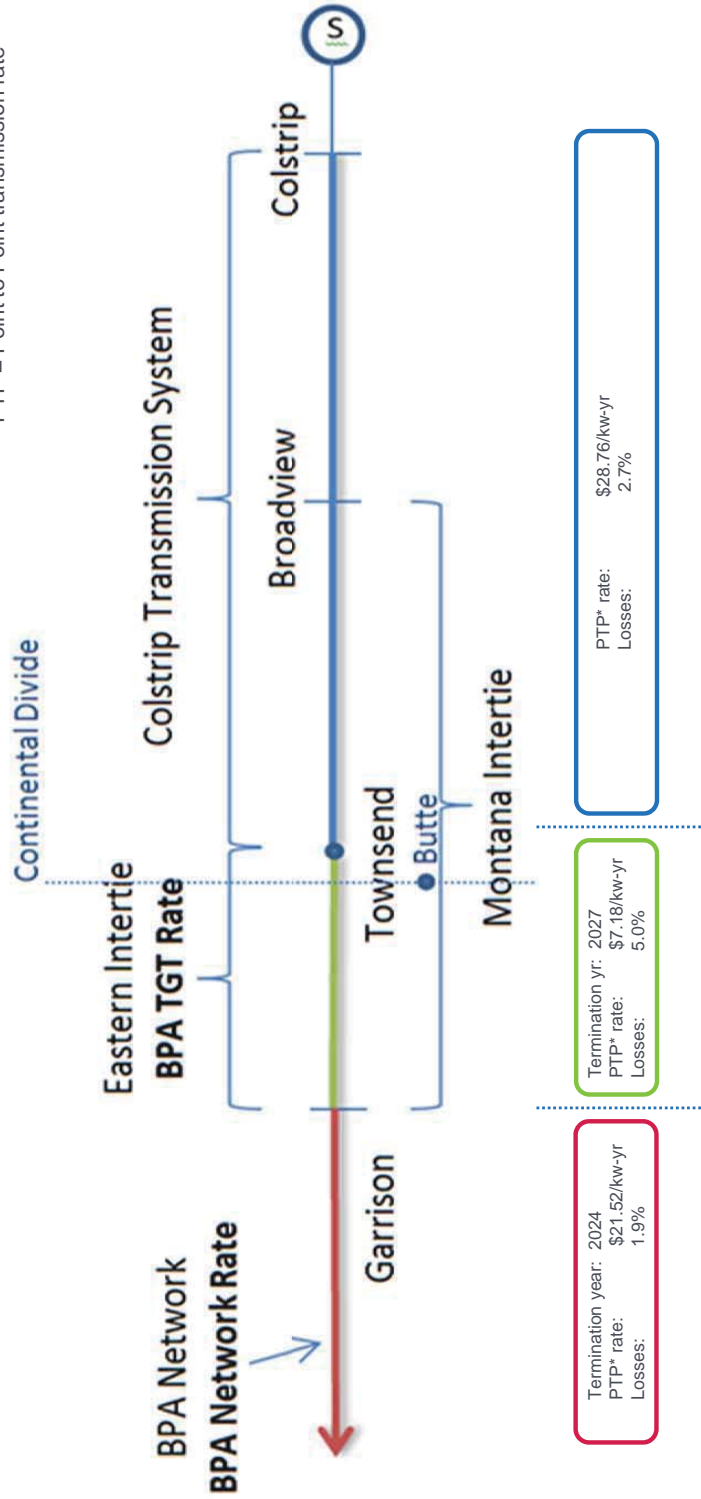 Point to Point transmission rate
Continental Divide
Eastern Intertie
BPA TGT Rate
Colstrip Transmission System
BPA Network
BPA Network Rate
Broadview
Colstrip
S
Garrison
Townsend
Butte
Montana Intertie
Termination year: 2024
PTP* rate: $21.52/kw-yr
Losses: 1.9%
Termination yr: 2027
PTP* rate: $7.18/kw-yr
Losses: 5.0%
PTP* rate: $28.76/kw-yr
Losses: 2.7%